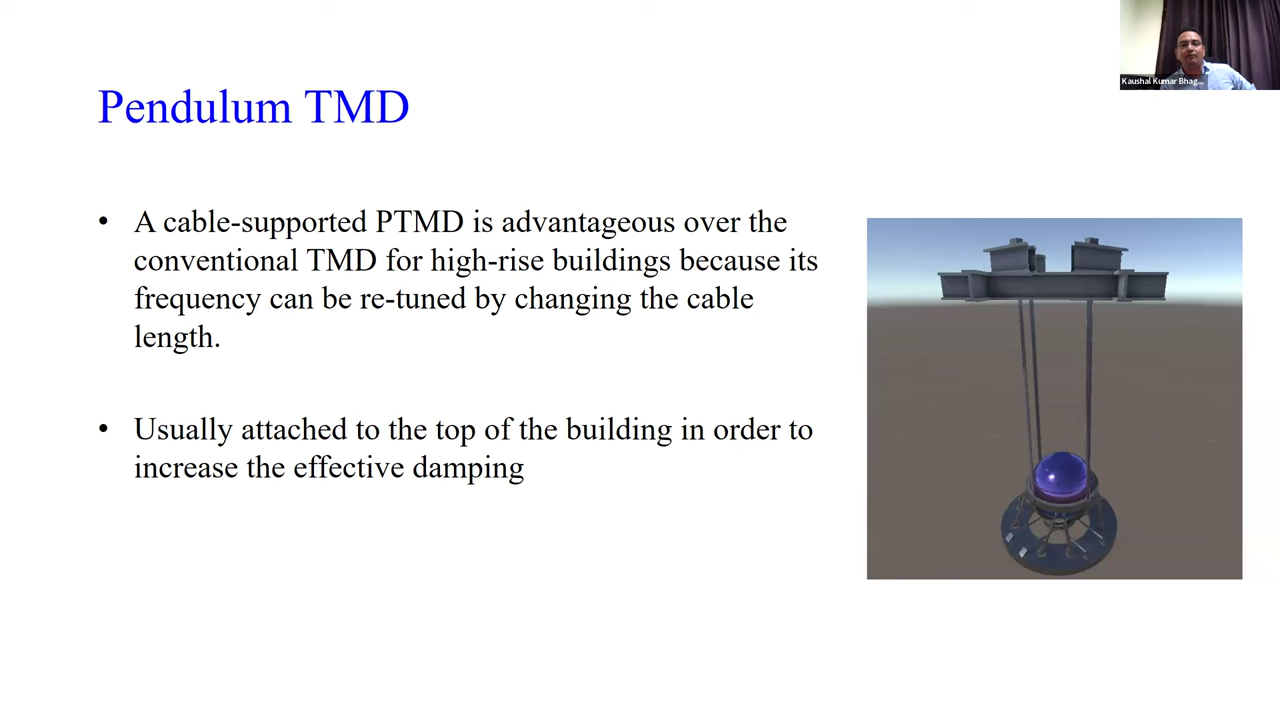 Kaushal Kumar Bhag...
Pendulum TMD
• A cable-supported PTMD is advantageous over the
conventional TMD for high-rise buildings because its
frequency can be re-tuned by changing the cable
length.
• Usually attached to the top of the building in order to
increase the effective damping